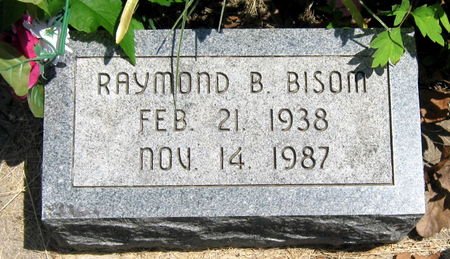 RAYMOND B. BISOM
FEB. 21. 1938
NOV. 14. 1987